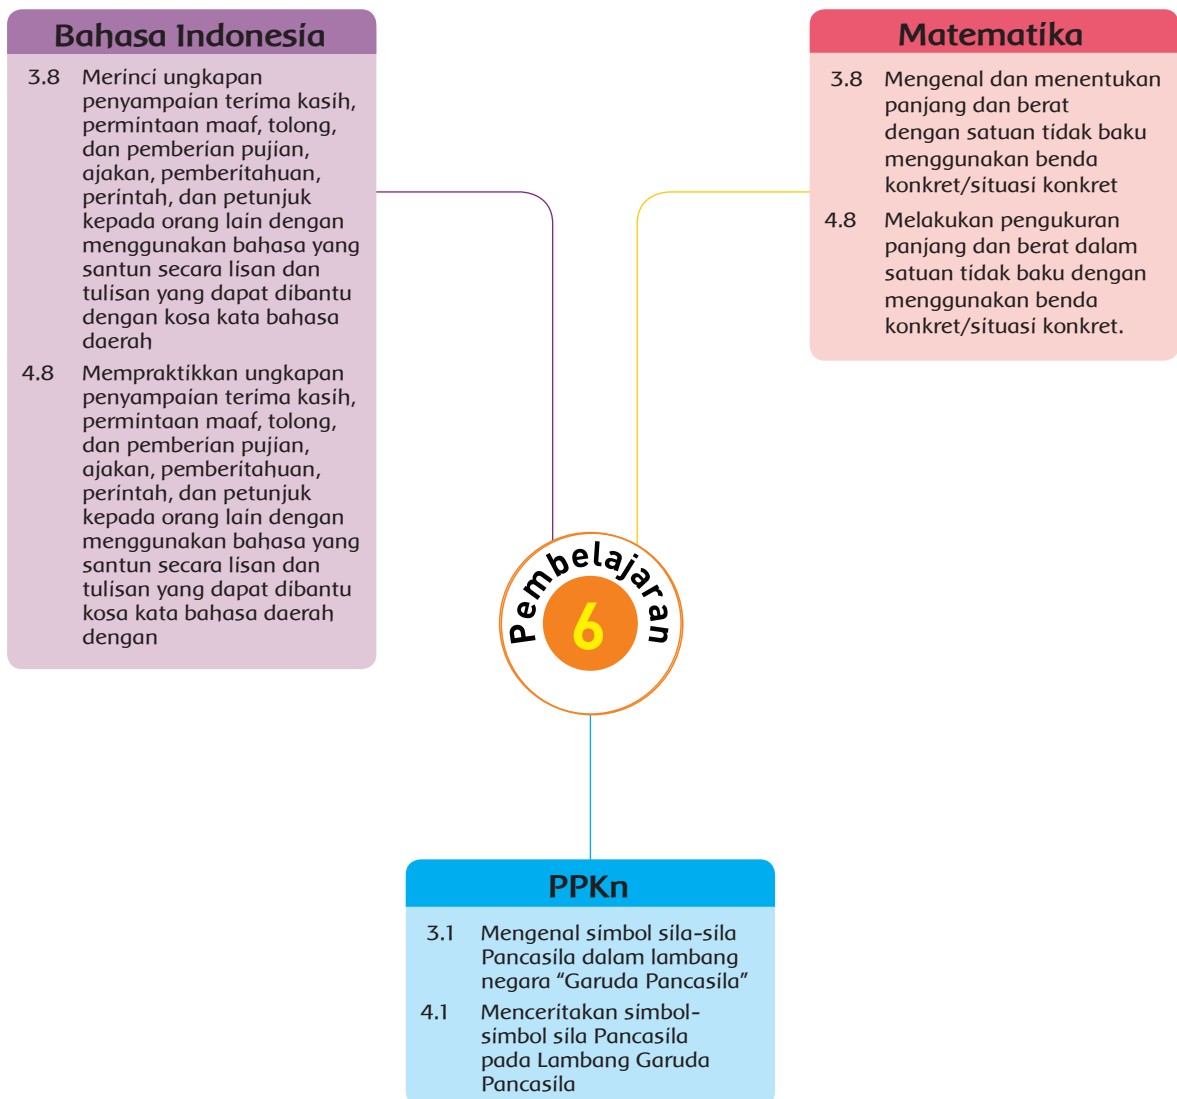 Bahasa Indonesia
3.8 Merinci ungkapan
penyampaian terima kasih,
permintaan maaf, tolong,
dan pemberian pujian,
ajakan, pemberitahuan,
perintah, dan petunjuk
kepada orang lain dengan
menggunakan bahasa yang
santun secara lisan dan
tulisan yang dapat dibantu
dengan kosa kata bahasa
daerah
4.8 Mempraktikkan ungkapan
penyampaian terima kasih,
permintaan maaf, tolong,
dan pemberian pujian,
ajakan, pemberitahuan,
perintah, dan petunjuk
kepada orang lain dengan
menggunakan bahasa yang
santun secara lisan dan
tulisan yang dapat dibantu
kosa kata bahasa daerah
dengan
Matematika
3.8 Mengenal dan menentukan
panjang dan berat
dengan satuan tidak baku
menggunakan benda
konkret/situasi konkret
4.8 Melakukan pengukuran
panjang dan berat dalam
satuan tidak baku dengan
menggunakan benda
konkret/situasi konkret.
Pembelajaran
6
PPKn
3.1 Mengenal simbol sila-sila
Pancasila dalam lambang
negara “Garuda Pancasila”
4.1 Menceritakan simbol-
simbol sila Pancasila
pada Lambang Garuda
Pancasila